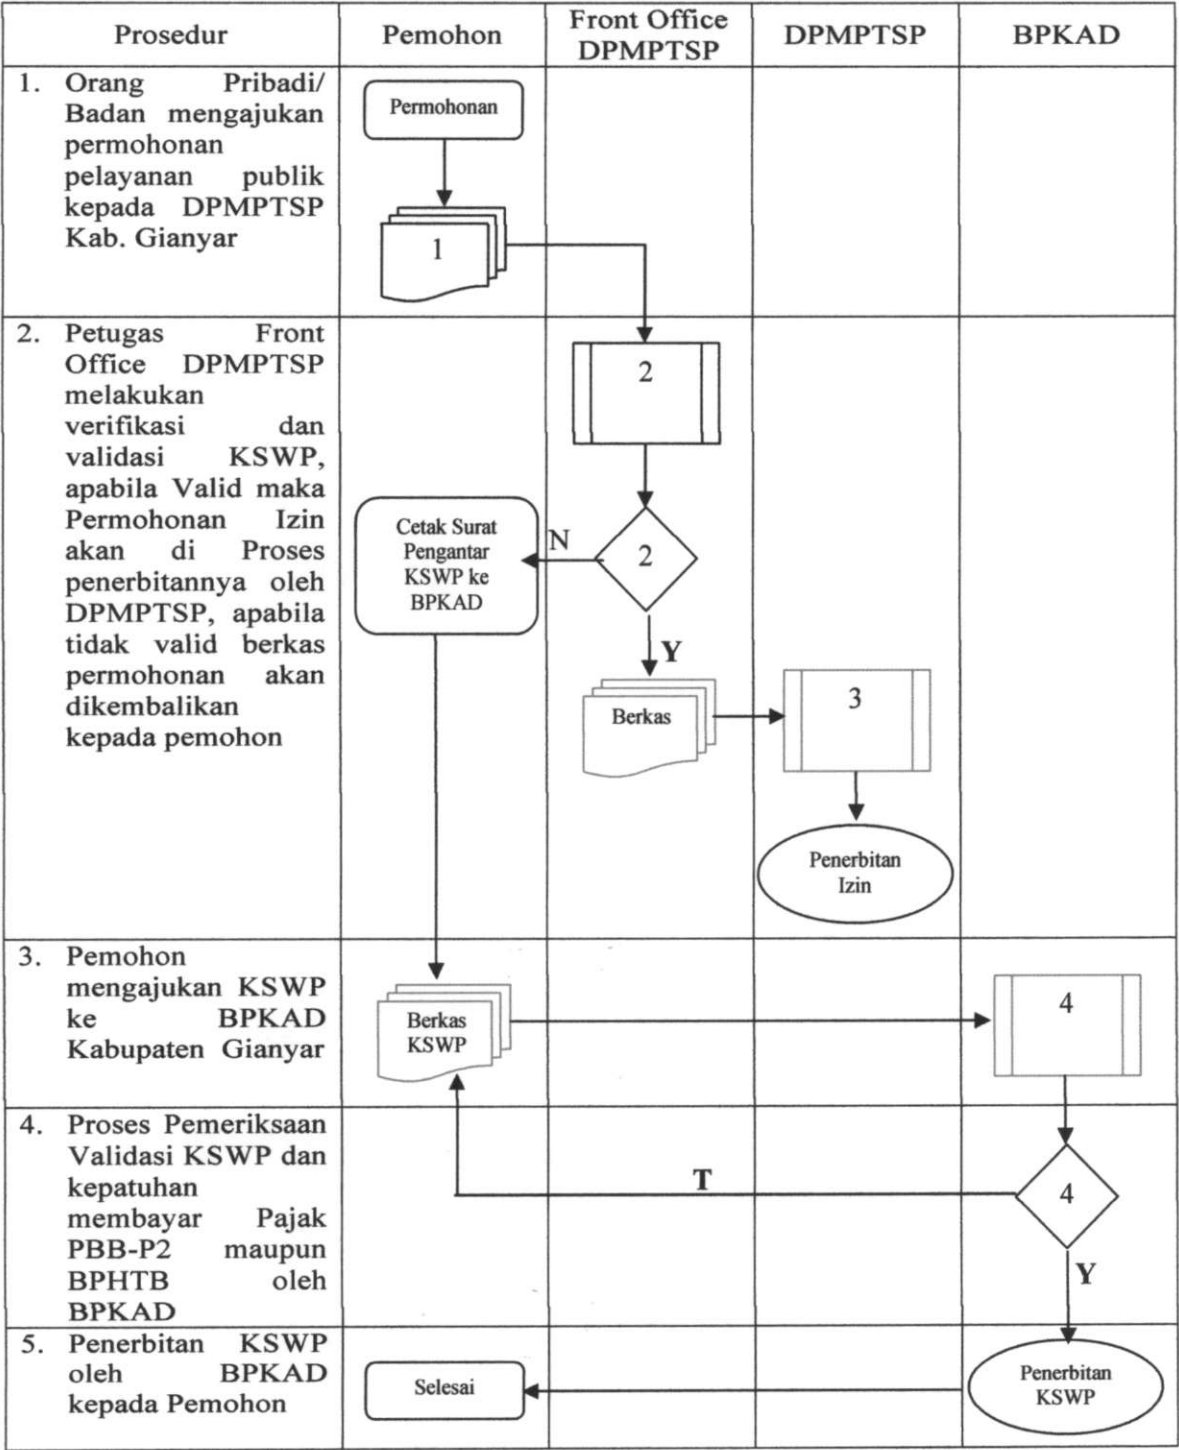 Prosedur
Pemohon
Front Office
DPMPTSP
DPMPTSP
BPKAD
1. Orang Pribadi/
Badan mengajukan
permohonan
pelayanan publik
kepada DPMPTSP
Kab. Gianyar
Permohonan
1
2. Petugas Front
Office DPMPTSP
melakukan
verifikasi dan
validasi KSWP,
apabila Valid maka
Permohonan Izin
akan di Proses
penerbitannya oleh
DPMPTSP, apabila
tidak valid berkas
permohonan akan
dikembalikan
kepada pemohon
2
Cetak Surat
Pengantar
KSWP ke
BPKAD
N
2
Y
Berkas
3
Penerbitan
Izin
3. Pemohon
mengajukan KSWP
ke BPKAD
Kabupaten Gianyar
Berkas
KSWP
4
4. Proses Pemeriksaan
Validasi KSWP dan
kepatuhan
membayar Pajak
PBB-P2 maupun
BPHTB oleh
BPKAD
T
4
Y
5. Penerbitan KSWP
oleh BPKAD
kepada Pemohon
Selesai
Penerbitan
KSWP